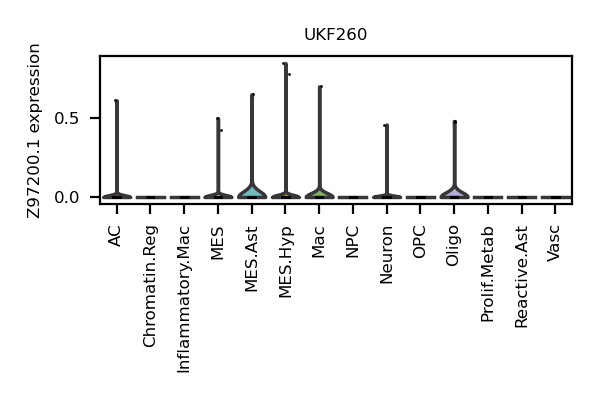 UKF260
Z97200.1 expression
0.5
0.0
AC
Chromatin.Reg
Inflammatory.Mac
MES
MES.Ast
MES.Hyp
Mac
NPC
Neuron
OPC
Oligo
Prolif.Metab
Reactive.Ast
Vasc